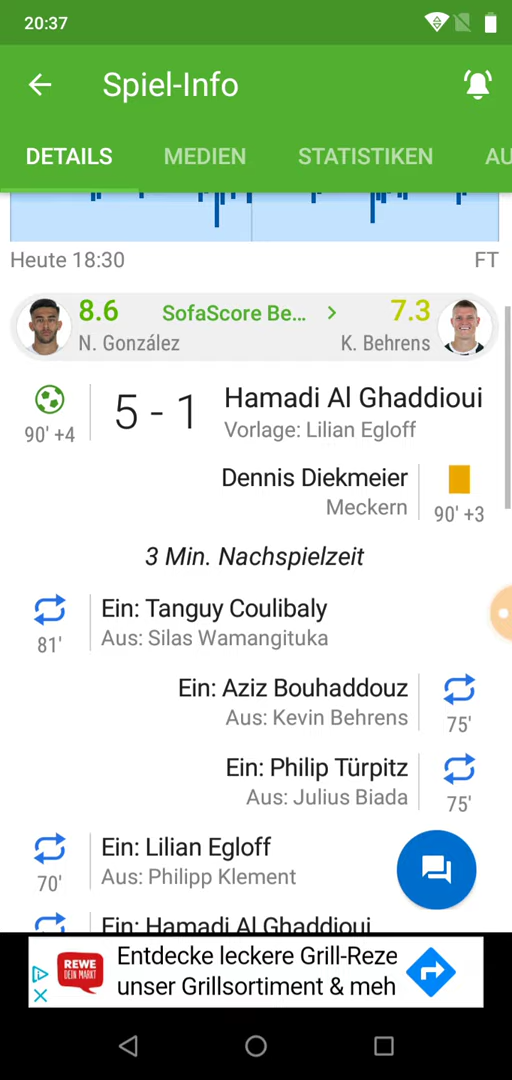 20:37
Spiel-Info
DETAILS MEDIEN STATISTIKEN AU
Heute 18:30 FT
8.6 SofaScore Be... > 7.3
N. González K. Behrens
5 - 1 Hamadi Al Ghaddioui
90' +4 Vorlage: Lilian Egloff
Dennis Diekmeier
Meckern 90' +3
3 Min. Nachspielzeit
Ein: Tanguy Coulibaly
81' Aus: Silas Wamangituka
Ein: Aziz Bouhaddouz
Aus: Kevin Behrens 75'
Ein: Philip Türpitz
Aus: Julius Biada 75'
Ein: Lilian Egloff
70' Aus: Philipp Klement
Ein: Hamadi Al Ghaddioui
REWE DEIN MARKT
Entdecke leckere Grill-Reze
unser Grillsortiment & meh